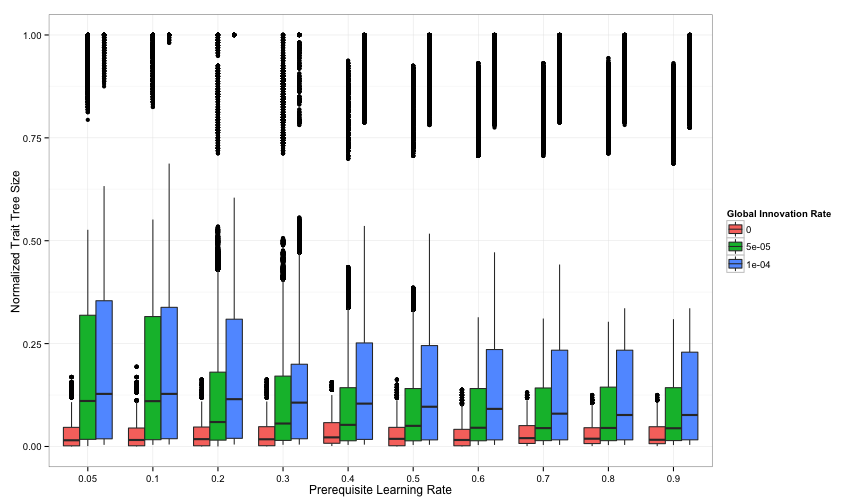 1.00
0.75
0.50
0.25
0.00
Normalized Trait Tree Size
0.05 0.1 0.2 0.3 0.4 0.5 0.6 0.7 0.8 0.9
Prerequisite Learning Rate
Global Innovation Rate
0
5e-05
1e-04